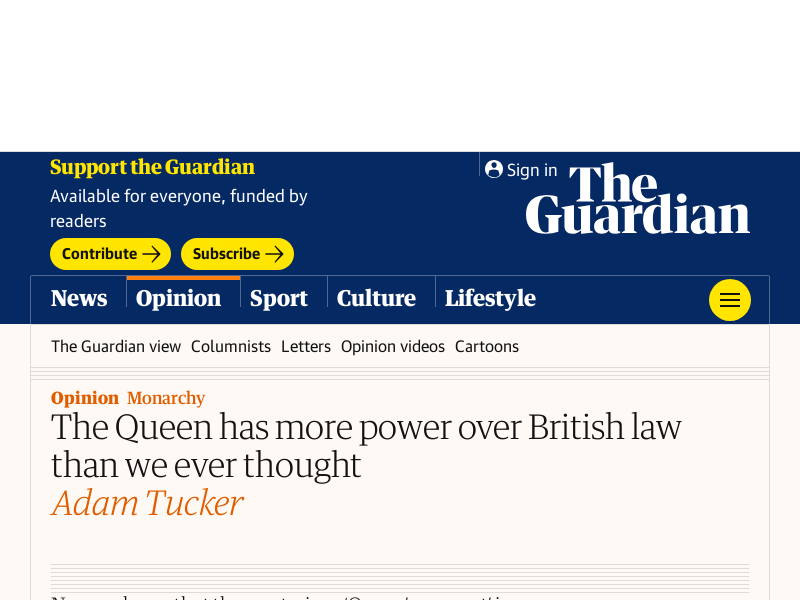 Support the Guardian
Available for everyone, funded by
readers
Contribute
Subscribe
Sign in
The
Guardian
News
Opinion
Sport
Culture
Lifestyle
The Guardian view
Columnists
Letters
Opinion videos
Cartoons
Opinion Monarchy
The Queen has more power over British law
than we ever thought
Adam Tucker